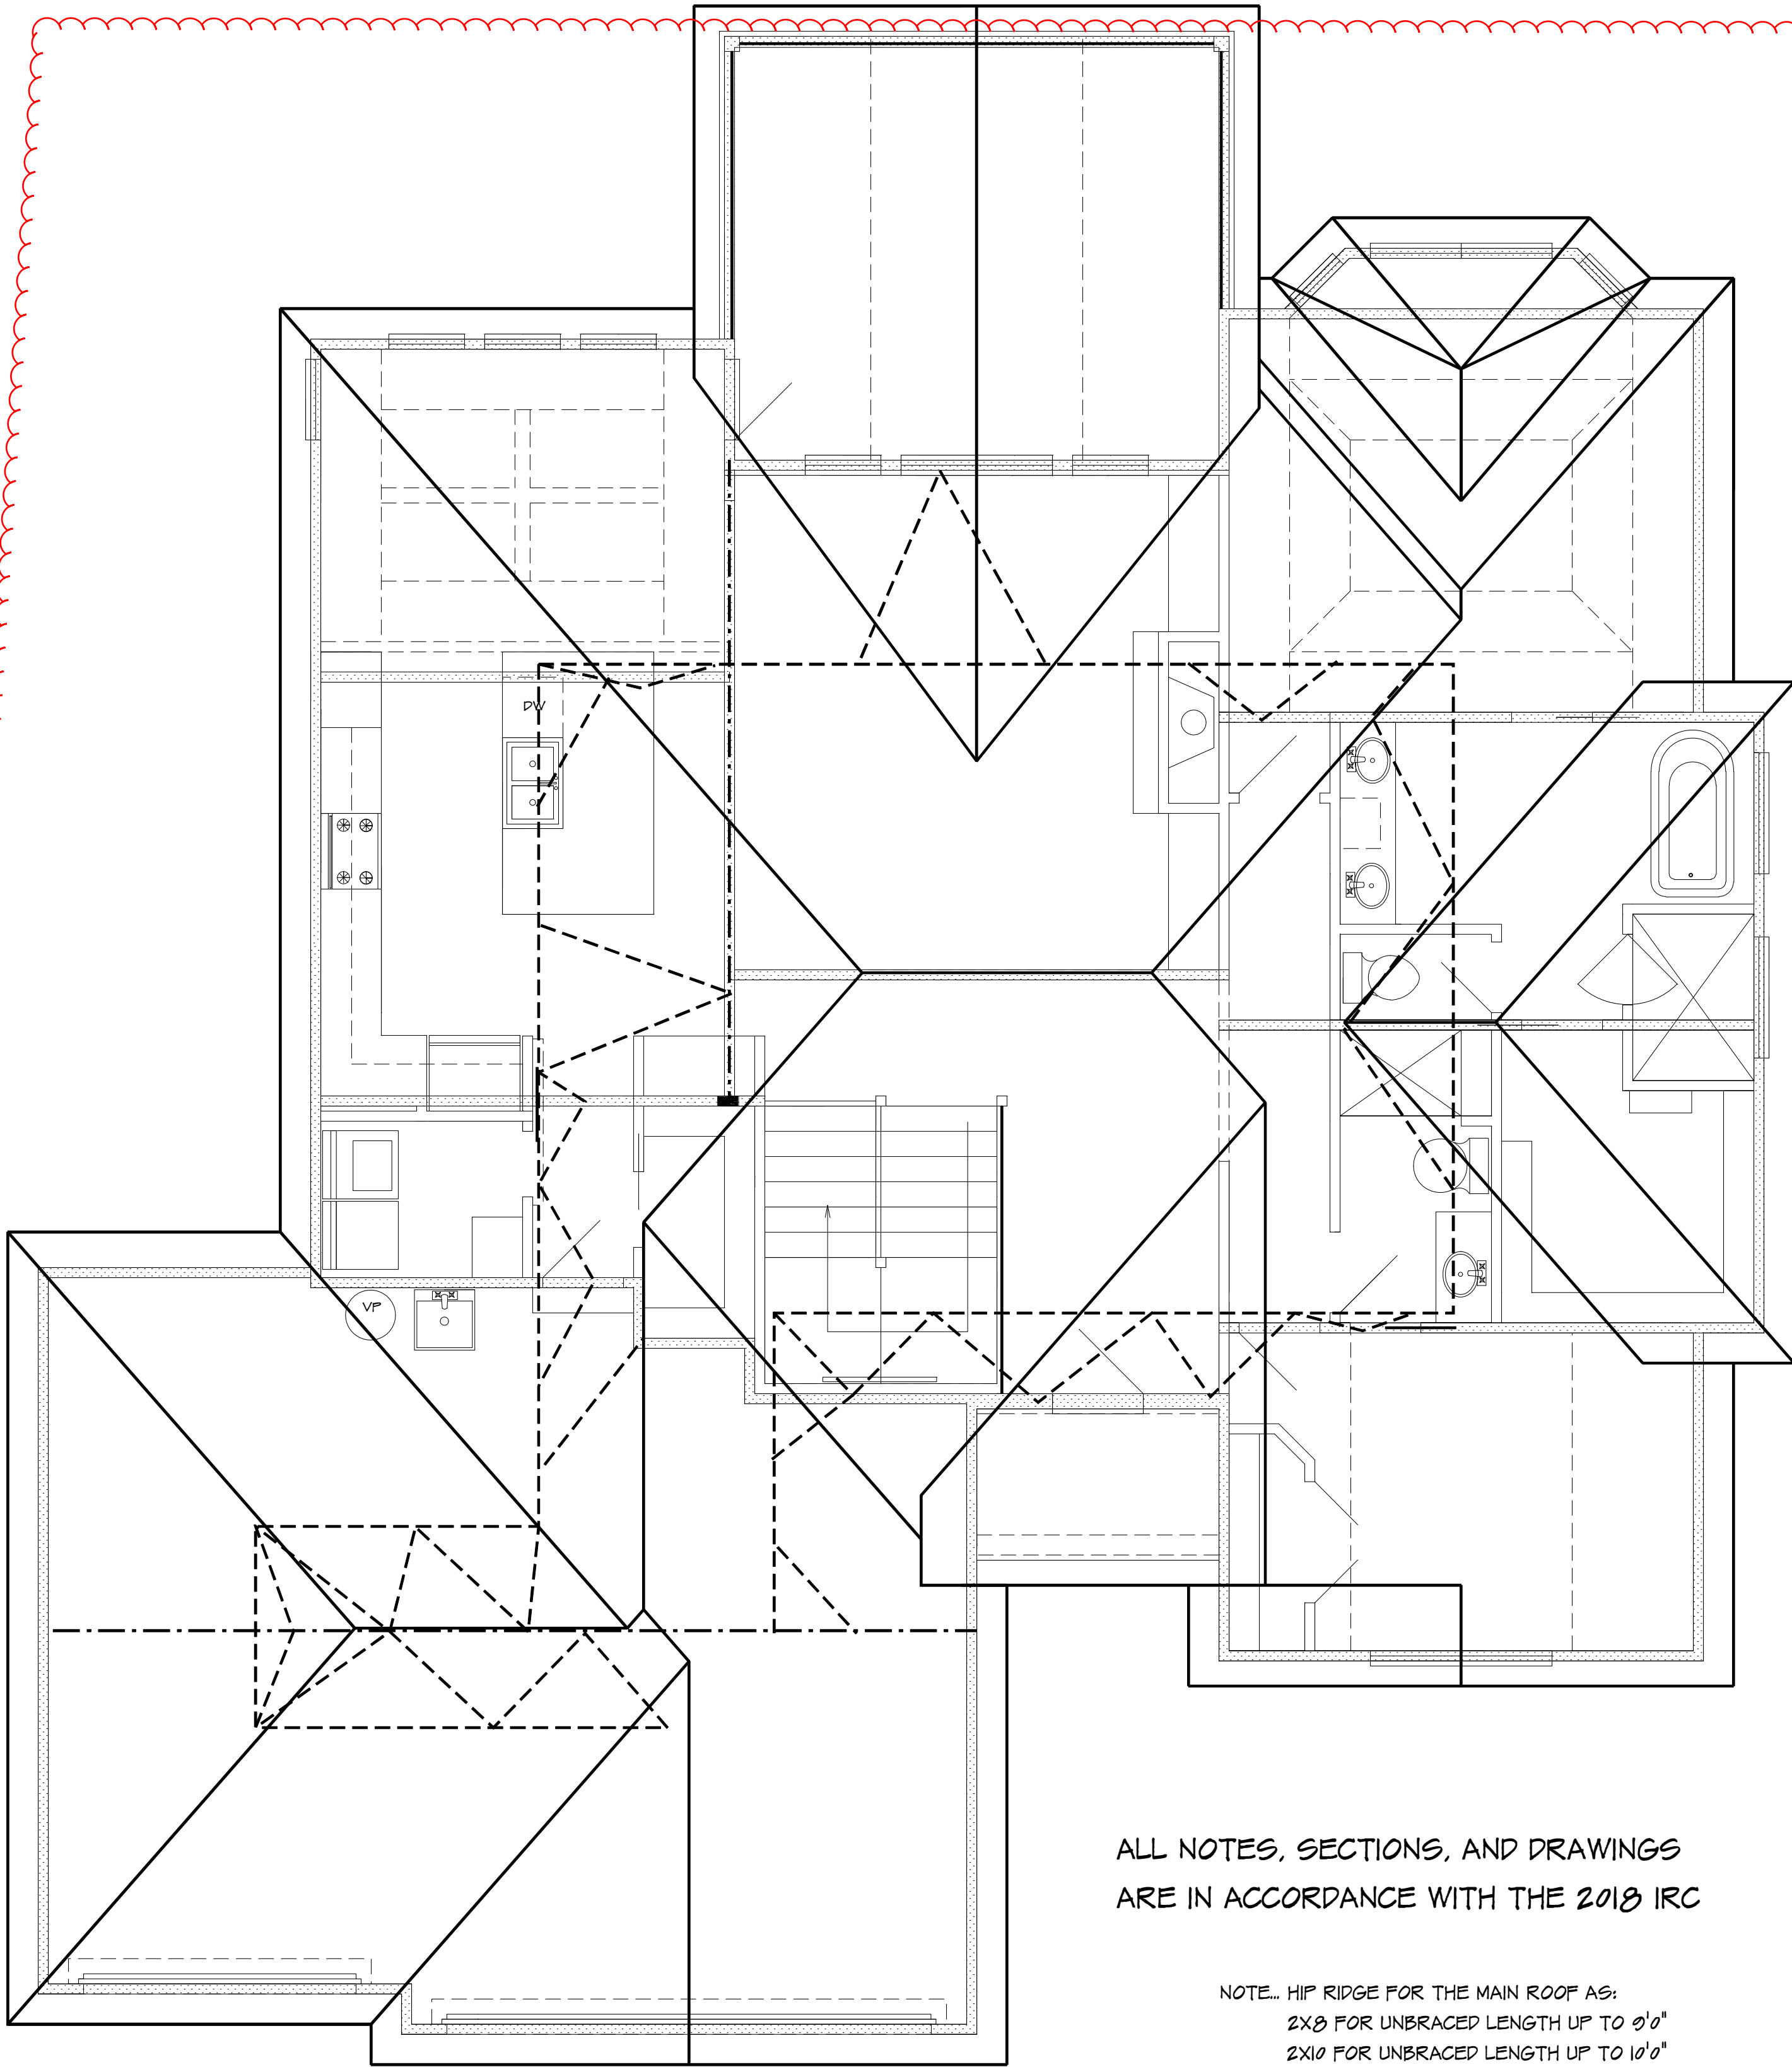 DW
VP
ALL NOTES, SECTIONS, AND DRAWINGS
ARE IN ACCORDANCE WITH THE 2018 IRC
NOTE... HIP RIDGE FOR THE MAIN ROOF AS:
2X8 FOR UNBRACED LENGTH UP TO 9'0"
2X10 FOR UNBRACED LENGTH UP TO 10'0"